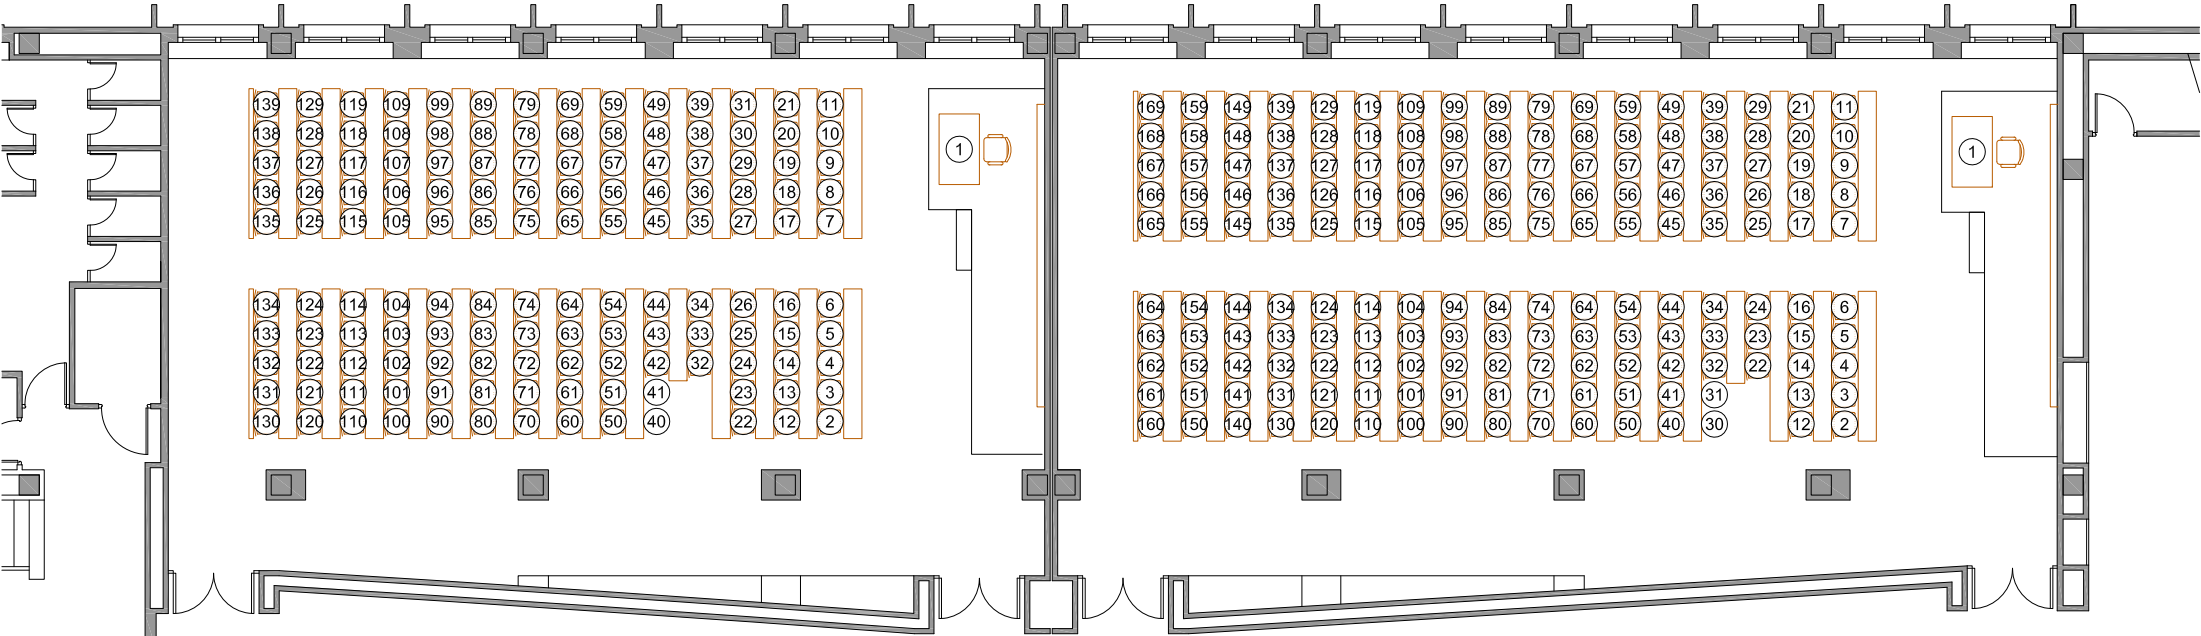 139 129 119 109 99 89 79 69 59 49 39 31 21 11
138 128 118 108 98 88 78 68 58 48 38 30 20 10
137 127 117 107 97 87 77 67 57 47 37 29 19 9
136 126 116 106 96 86 76 66 56 46 36 28 18 8
135 125 115 105 95 85 75 65 55 45 35 27 17 7
1
134 124 114 104 94 84 74 64 54 44 34 26 16 6
133 123 113 103 93 83 73 63 53 43 33 25 15 5
132 122 112 102 92 82 72 62 52 42 32 24 14 4
131 121 111 101 91 81 71 61 51 41 23 13 3
130 120 110 100 90 80 70 60 50 40 22 12 2
169 159 149 139 129 119 109 99 89 79 69 59 49 39 29 21 11
168 158 148 138 128 118 108 98 88 78 68 58 48 38 28 20 10
167 157 147 137 127 117 107 97 87 77 67 57 47 37 27 19 9
166 156 146 136 126 116 106 96 86 76 66 56 46 36 26 18 8
165 155 145 135 125 115 105 95 85 75 65 55 45 35 25 17 7
1
164 154 144 134 124 114 104 94 84 74 64 54 44 34 24 16 6
163 153 143 133 123 113 103 93 83 73 63 53 43 33 23 15 5
162 152 142 132 122 112 102 92 82 72 62 52 42 32 22 14 4
161 151 141 131 121 111 101 91 81 71 61 51 41 31 13 3
160 150 140 130 120 110 100 90 80 70 60 50 40 30 12 2